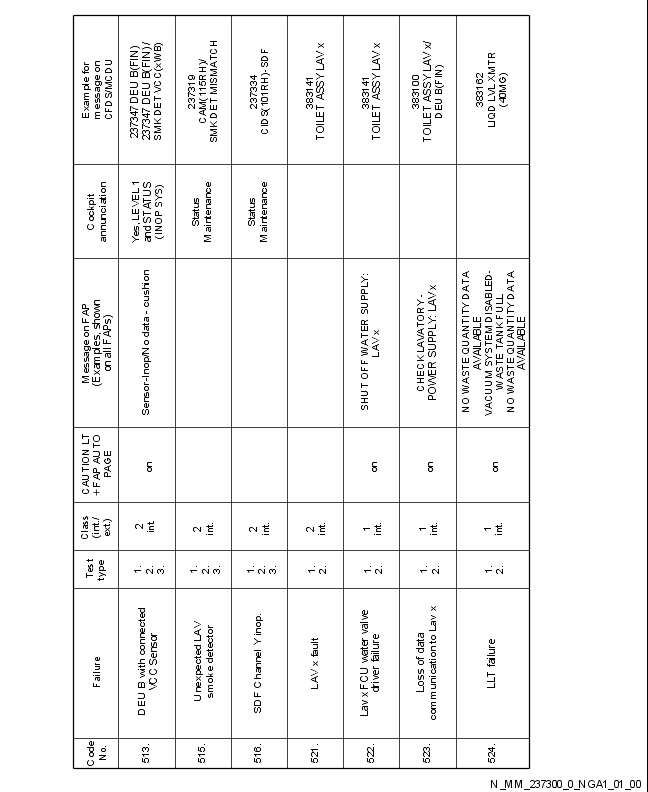 Code
No.
Failure
Test
type
Class
(int./
ext.)
CAUTION LT
+ FAP AUTO
PAGE
Message on FAP
(Examples, shown
on all FAPs)
Cockpit
annunciation
Example for
message on
CFDS/MCDU
513.
DEU B with connected
VCC Sensor
1.
2.
3.
2
int.
on
Sensor-Inop/No data - cushion
Yes, LEVEL 1
and STATUS
(INOP SYS)
237347 DEU B(FIN)
237347 DEU B(FIN)/
SMK DET VCC(xWB)
515.
Unexpected LAV
smoke detector
1.
2.
3.
2
int.
Status
Maintenance
237319
CAM(115RH)/
SMK DET MISMATCH
516.
SDF Channel Y inop.
1.
2.
3.
2
int.
Status
Maintenance
237334
CIDS(101RH)-SDF
521.
LAV x fault
1.
2.
2
int.
383141
TOILET ASSY LAV x
522.
Lav x FCU water valve
driver failure
1.
2.
1
int.
on
SHUT OFF WATER SUPPLY:
LAV x
383141
TOILET ASSY LAV x
523.
Loss of data
communication to Lav x
1.
2.
1
int.
on
CHECK LAVATORY -
POWER SUPPLY: LAV x
383100
TOILET ASSY LAV x/
DEU B(FIN)
524.
LLT failure
1.
2.
1
int.
on
NO WASTE QUANTITY DATA
AVAILABLE
VACUUM SYSTEM DISABLED-
WASTE TANK FULL
NO WASTE QUANTITY DATA
AVAILABLE
383162
LIQD LVL XMTR
(40MG)
N_MM_237300_0_NGA1_01_00